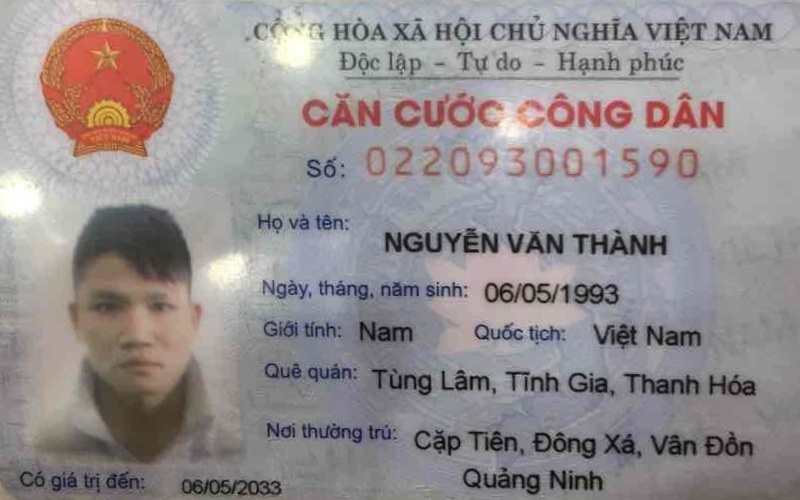 CỘNG HÒA XÃ HỘI CHỦ NGHĨA VIỆT NAM
Độc lập - Tự do - Hạnh phúc
CĂN CƯỚC CÔNG DÂN
Số: 022093001590
Họ và tên: NGUYỄN VĂN THÀNH
Ngày, tháng, năm sinh: 06/05/1993
Giới tính: Nam Quốc tịch: Việt Nam
Quê quán: Tùng Lâm, Tĩnh Gia, Thanh Hóa
Nơi thường trú: Cặp Tiên, Đông Xá, Vân Đồn
Quảng Ninh
Có giá trị đến: 06/05/2033